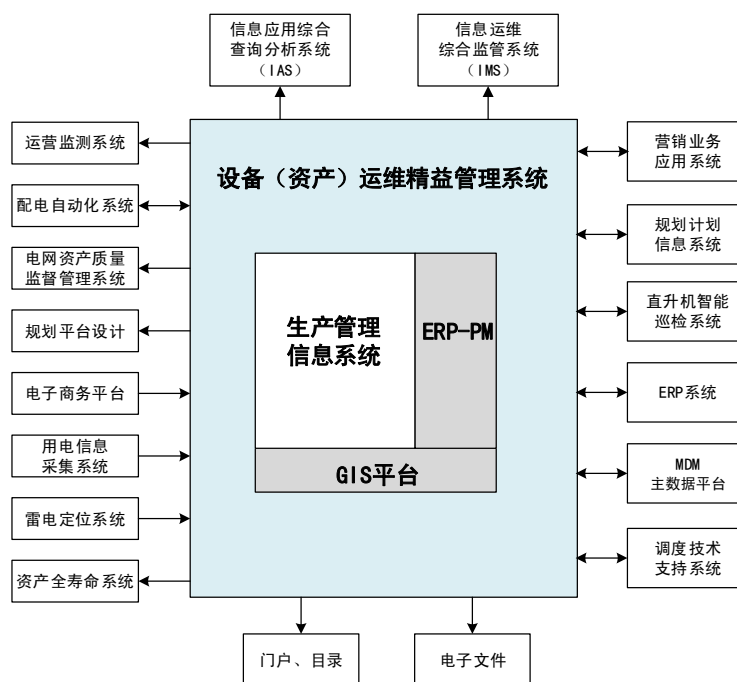 信息应用综合
查询分析系统
（IAS）
信息运维
综合监管系统
（IMS）
运营监测系统
配电自动化系统
电网资产质量
监督管理系统
规划平台设计
电子商务平台
用电信息
采集系统
雷电定位系统
资产全寿命系统
设备（资产）运维精益管理系统
生产管理
信息系统
ERP-PM
GIS平台
营销业务
应用系统
规划计划
信息系统
直升机智能
巡检系统
ERP系统
MDM
主数据平台
调度技术
支持系统
门户、目录
电子文件